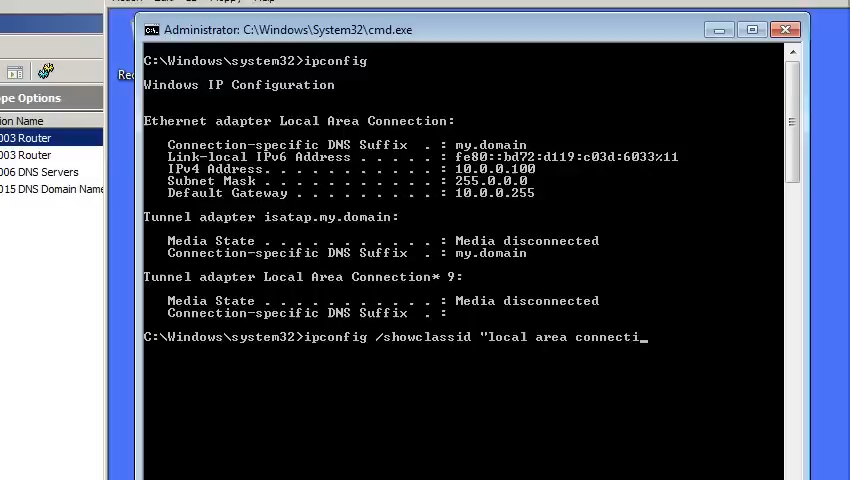 Administrator: C:\Windows\System32\cmd.exe
C:\Windows\system32>ipconfig
Windows IP Configuration
Ethernet adapter Local Area Connection:
Connection-specific DNS Suffix . : my.domain
Link-local IPv6 Address . . . . . : fe80::bd72:d119:c03d:6033%11
IPv4 Address. . . . . . . . . . . : 10.0.0.100
Subnet Mask . . . . . . . . . . . : 255.0.0.0
Default Gateway . . . . . . . . . : 10.0.0.255
Tunnel adapter isatap.my.domain:
Media State . . . . . . . . . . . : Media disconnected
Connection-specific DNS Suffix . : my.domain
Tunnel adapter Local Area Connection* 9:
Media State . . . . . . . . . . . : Media disconnected
Connection-specific DNS Suffix . :
C:\Windows\system32>ipconfig /showclassid "local area connecti_
ope Options
ion Name
003 Router
003 Router
006 DNS Servers
015 DNS Domain Name
Rec